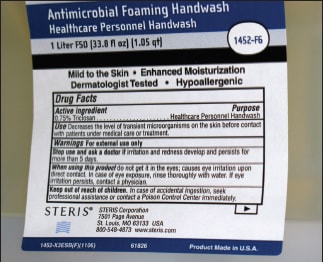 Antimicrobial Foaming Handwash
Healthcare Personnel Handwash
1 Liter FSO (33.8 fl oz) (1.05 qt)
1452-F6
Mild to the Skin • Enhanced Moisturization
Dermatologist Tested • Hypoallergenic
Drug Facts
Active Ingredient Purpose
0.75% Triclosan Healthcare Personnel Handwash
Use Decreases the level of transient microorganisms on the skin before contact
with patients under medical care or treatment.
Warnings For external use only
Stop use and ask a doctor if irritation and redness develop and persists for
more than 5 days.
When using this product do not get it in the eyes; causes eye irritation upon
direct contact. In case of eye exposure, rinse thoroughly with water. If eye
irritation persists, contact a physician.
Keep out of reach of children. In case of accidental ingestion, seek
professional assistance or contact a Poison Control Center immediately.
STERIS® STERIS Corporation
7501 Page Avenue
St. Louis, MO 63133 USA
800-548-4873 www.steris.com
1452-X3ESB(F)(1106) 61826 Product Made in U.S.A.